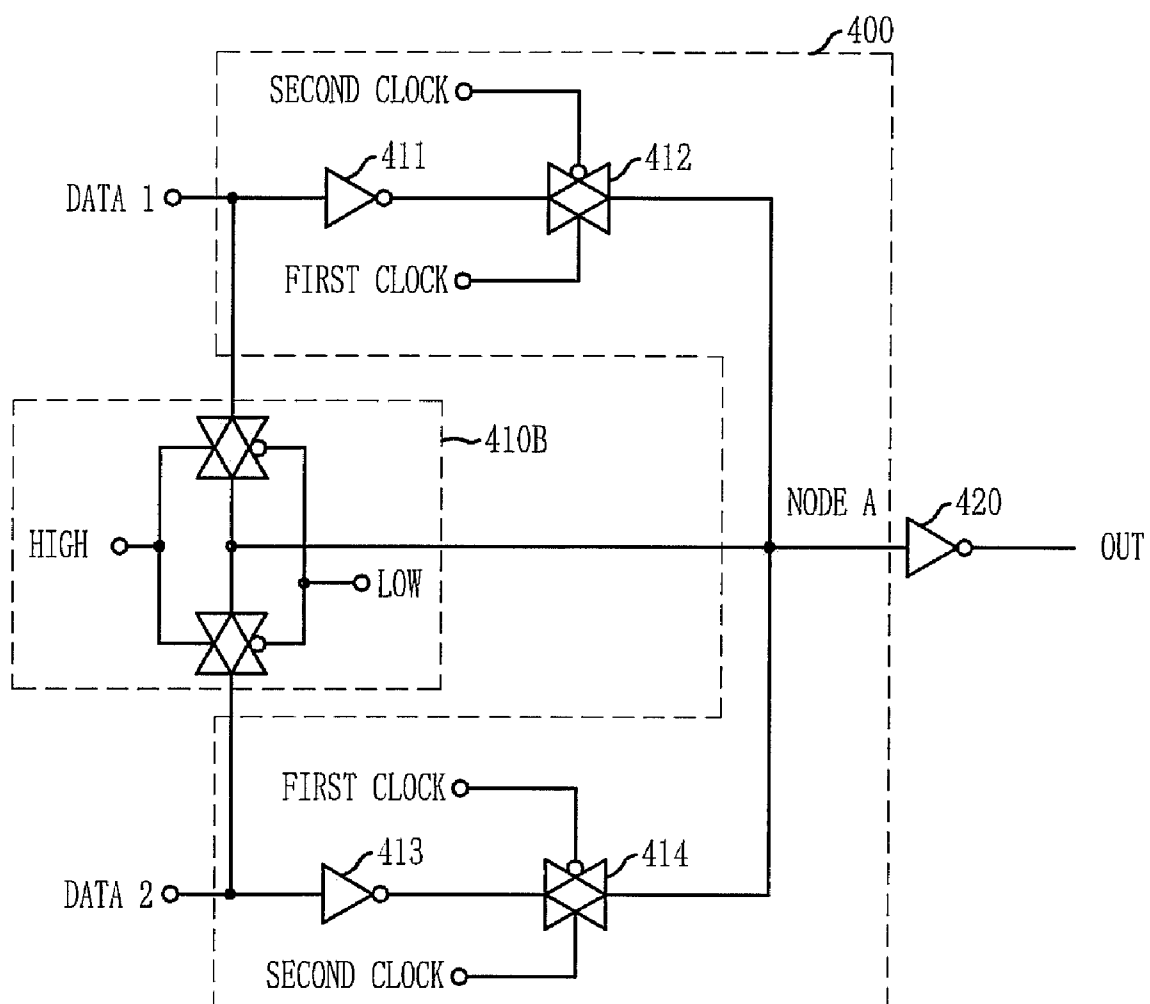 400
SECOND CLOCK
411
412
DATA 1
FIRST CLOCK
410B
NODE A
420
HIGH
OUT
LOW
FIRST CLOCK
413
414
DATA 2
SECOND CLOCK